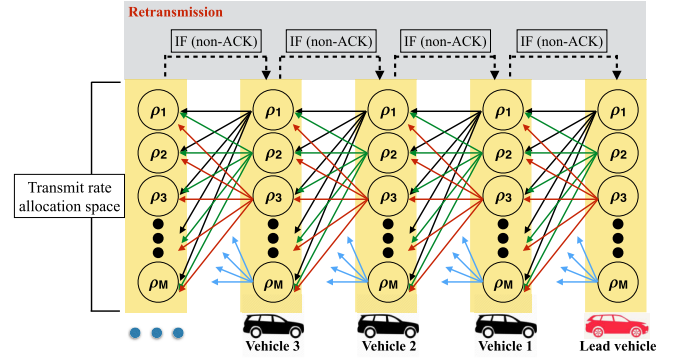 Retransmission
IF (non-ACK) IF (non-ACK) IF (non-ACK) IF (non-ACK)
ρ1 ρ1 ρ1 ρ1 ρ1
ρ2 ρ2 ρ2 ρ2 ρ2
Transmit rate
allocation space
ρ3 ρ3 ρ3 ρ3 ρ3
ρM ρM ρM ρM ρM
Vehicle 3 Vehicle 2 Vehicle 1 Lead vehicle